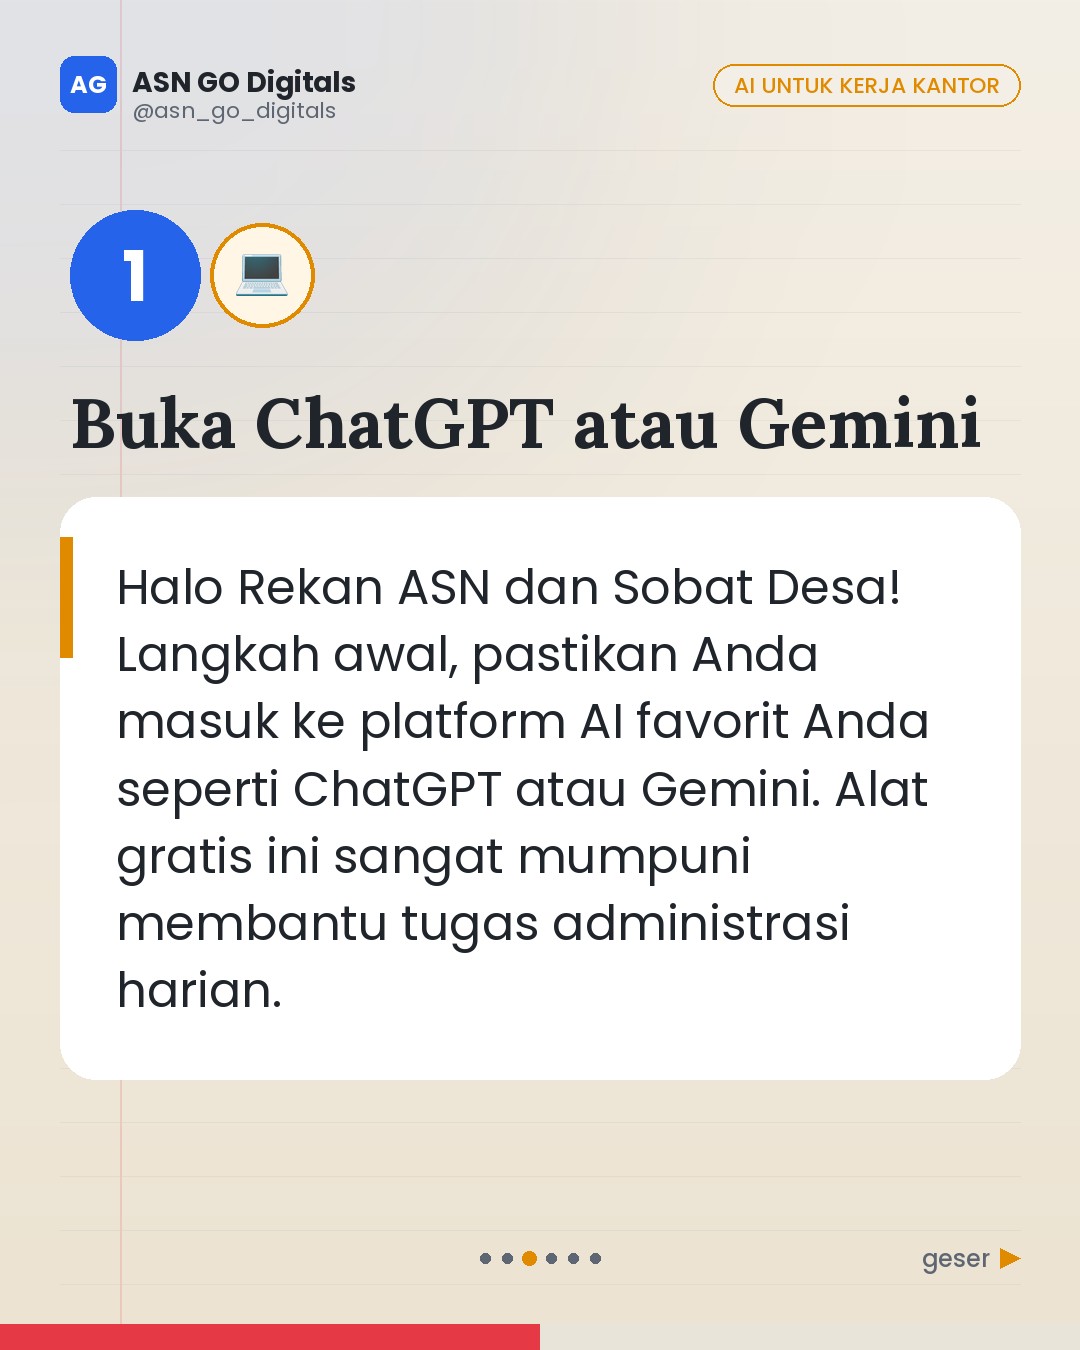 AG
ASN GO Digitals
@asn_go_digitals
AI UNTUK KERJA KANTOR
1
Buka ChatGPT atau Gemini
Halo Rekan ASN dan Sobat Desa!
Langkah awal, pastikan Anda
masuk ke platform AI favorit Anda
seperti ChatGPT atau Gemini. Alat
gratis ini sangat mumpuni
membantu tugas administrasi
harian.
geser